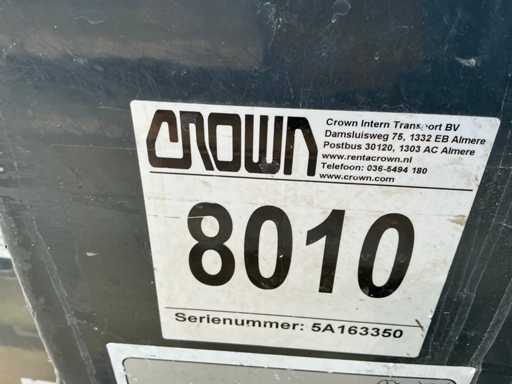 CROWN
Crown Intern Transport BV
Damsluisweg 75, 1332 EB Almere
Postbus 30120, 1303 AC Almere
www.rentacrown.nl
Telefoon: 036-5494 180
www.crown.com
8010
Serienummer: 5A163350